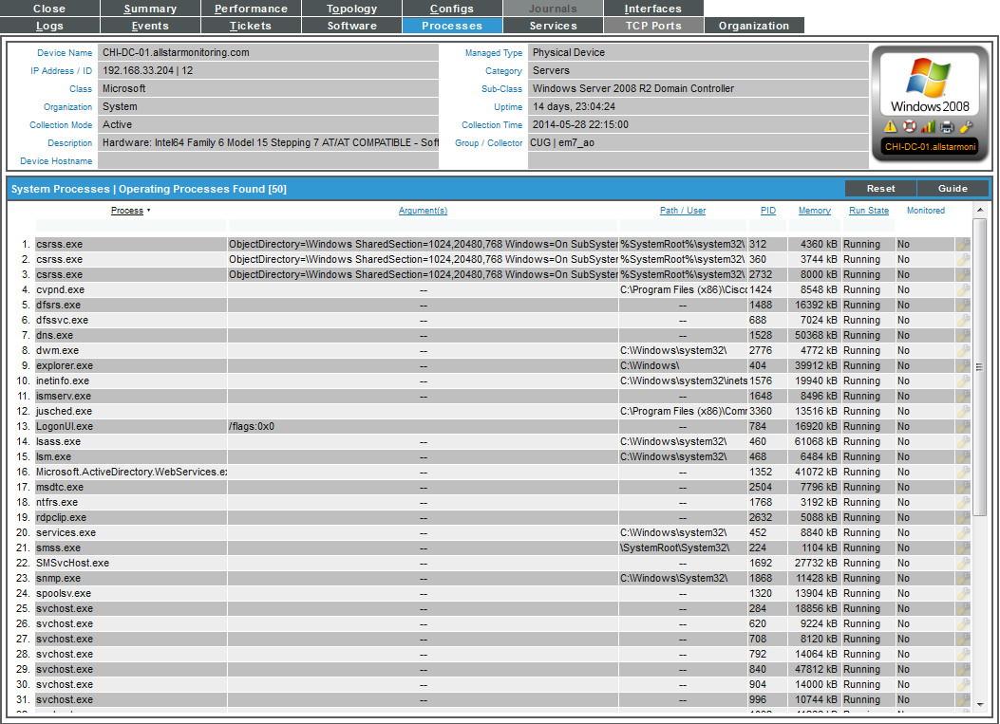 Close Summary Performance Topology Configs Journals Interfaces
Logs Events Tickets Software Processes Services TCP Ports Organization
Device Name CHI-DC-01.allstarmonitoring.com Managed Type Physical Device
IP Address / ID 192.168.33.204 | 12 Category Servers
Class Microsoft Sub-Class Windows Server 2008 R2 Domain Controller
Organization System Uptime 14 days, 23:04:24
Collection Mode Active Collection Time 2014-05-28 22:15:00
Description Hardware: Intel64 Family 6 Model 15 Stepping 7 AT/AT COMPATIBLE - Soft Group / Collector CUG | em7_ao
Device Hostname
Windows 2008
CHI-DC-01.allstarmoni
System Processes | Operating Processes Found [50] Reset Guide
Process Argument(s) Path / User PID Memory Run State Monitored
1. csrss.exe ObjectDirectory=\Windows SharedSection=1024,20480,768 Windows=On SubSystem %SystemRoot%\system32\ 312 4360 kB Running No
2. csrss.exe ObjectDirectory=\Windows SharedSection=1024,20480,768 Windows=On SubSystem %SystemRoot%\system32\ 360 3744 kB Running No
3. csrss.exe ObjectDirectory=\Windows SharedSection=1024,20480,768 Windows=On SubSystem %SystemRoot%\system32\ 2732 8000 kB Running No
4. cvpnd.exe -- C:\Program Files (x86)\Cisco 1424 8548 kB Running No
5. dfsrs.exe -- -- 1488 16392 kB Running No
6. dfssvc.exe -- -- 688 7024 kB Running No
7. dns.exe -- -- 1528 50368 kB Running No
8. dwm.exe -- C:\Windows\system32\ 2776 4772 kB Running No
9. explorer.exe -- C:\Windows\ 404 39912 kB Running No
10. inetinfo.exe -- C:\Windows\system32\inets 1576 19940 kB Running No
11. ismserv.exe -- -- 1648 8496 kB Running No
12. jusched.exe C:\Program Files (x86)\Comr 3360 13516 kB Running No
13. LogonUI.exe /flags:0x0 -- 784 16920 kB Running No
14. lsass.exe -- C:\Windows\system32\ 460 61068 kB Running No
15. lsm.exe -- C:\Windows\system32\ 468 6484 kB Running No
16. Microsoft.ActiveDirectory.WebServices.ex -- -- 1352 41072 kB Running No
17. msdtc.exe -- -- 2504 7796 kB Running No
18. ntfrs.exe -- -- 1768 3192 kB Running No
19. rdpclip.exe -- -- 2632 5088 kB Running No
20. services.exe -- C:\Windows\system32\ 452 8840 kB Running No
21. smss.exe -- \SystemRoot\System32\ 224 1104 kB Running No
22. SMSvcHost.exe -- -- 1692 27732 kB Running No
23. snmp.exe -- C:\Windows\System32\ 1868 11428 kB Running No
24. spoolsv.exe -- -- 1320 13904 kB Running No
25. svchost.exe -- -- 284 18856 kB Running No
26. svchost.exe -- -- 620 9224 kB Running No
27. svchost.exe -- -- 708 8120 kB Running No
28. svchost.exe -- -- 792 14064 kB Running No
29. svchost.exe -- -- 840 47812 kB Running No
30. svchost.exe -- -- 904 14000 kB Running No
31. svchost.exe -- -- 996 10744 kB Running No